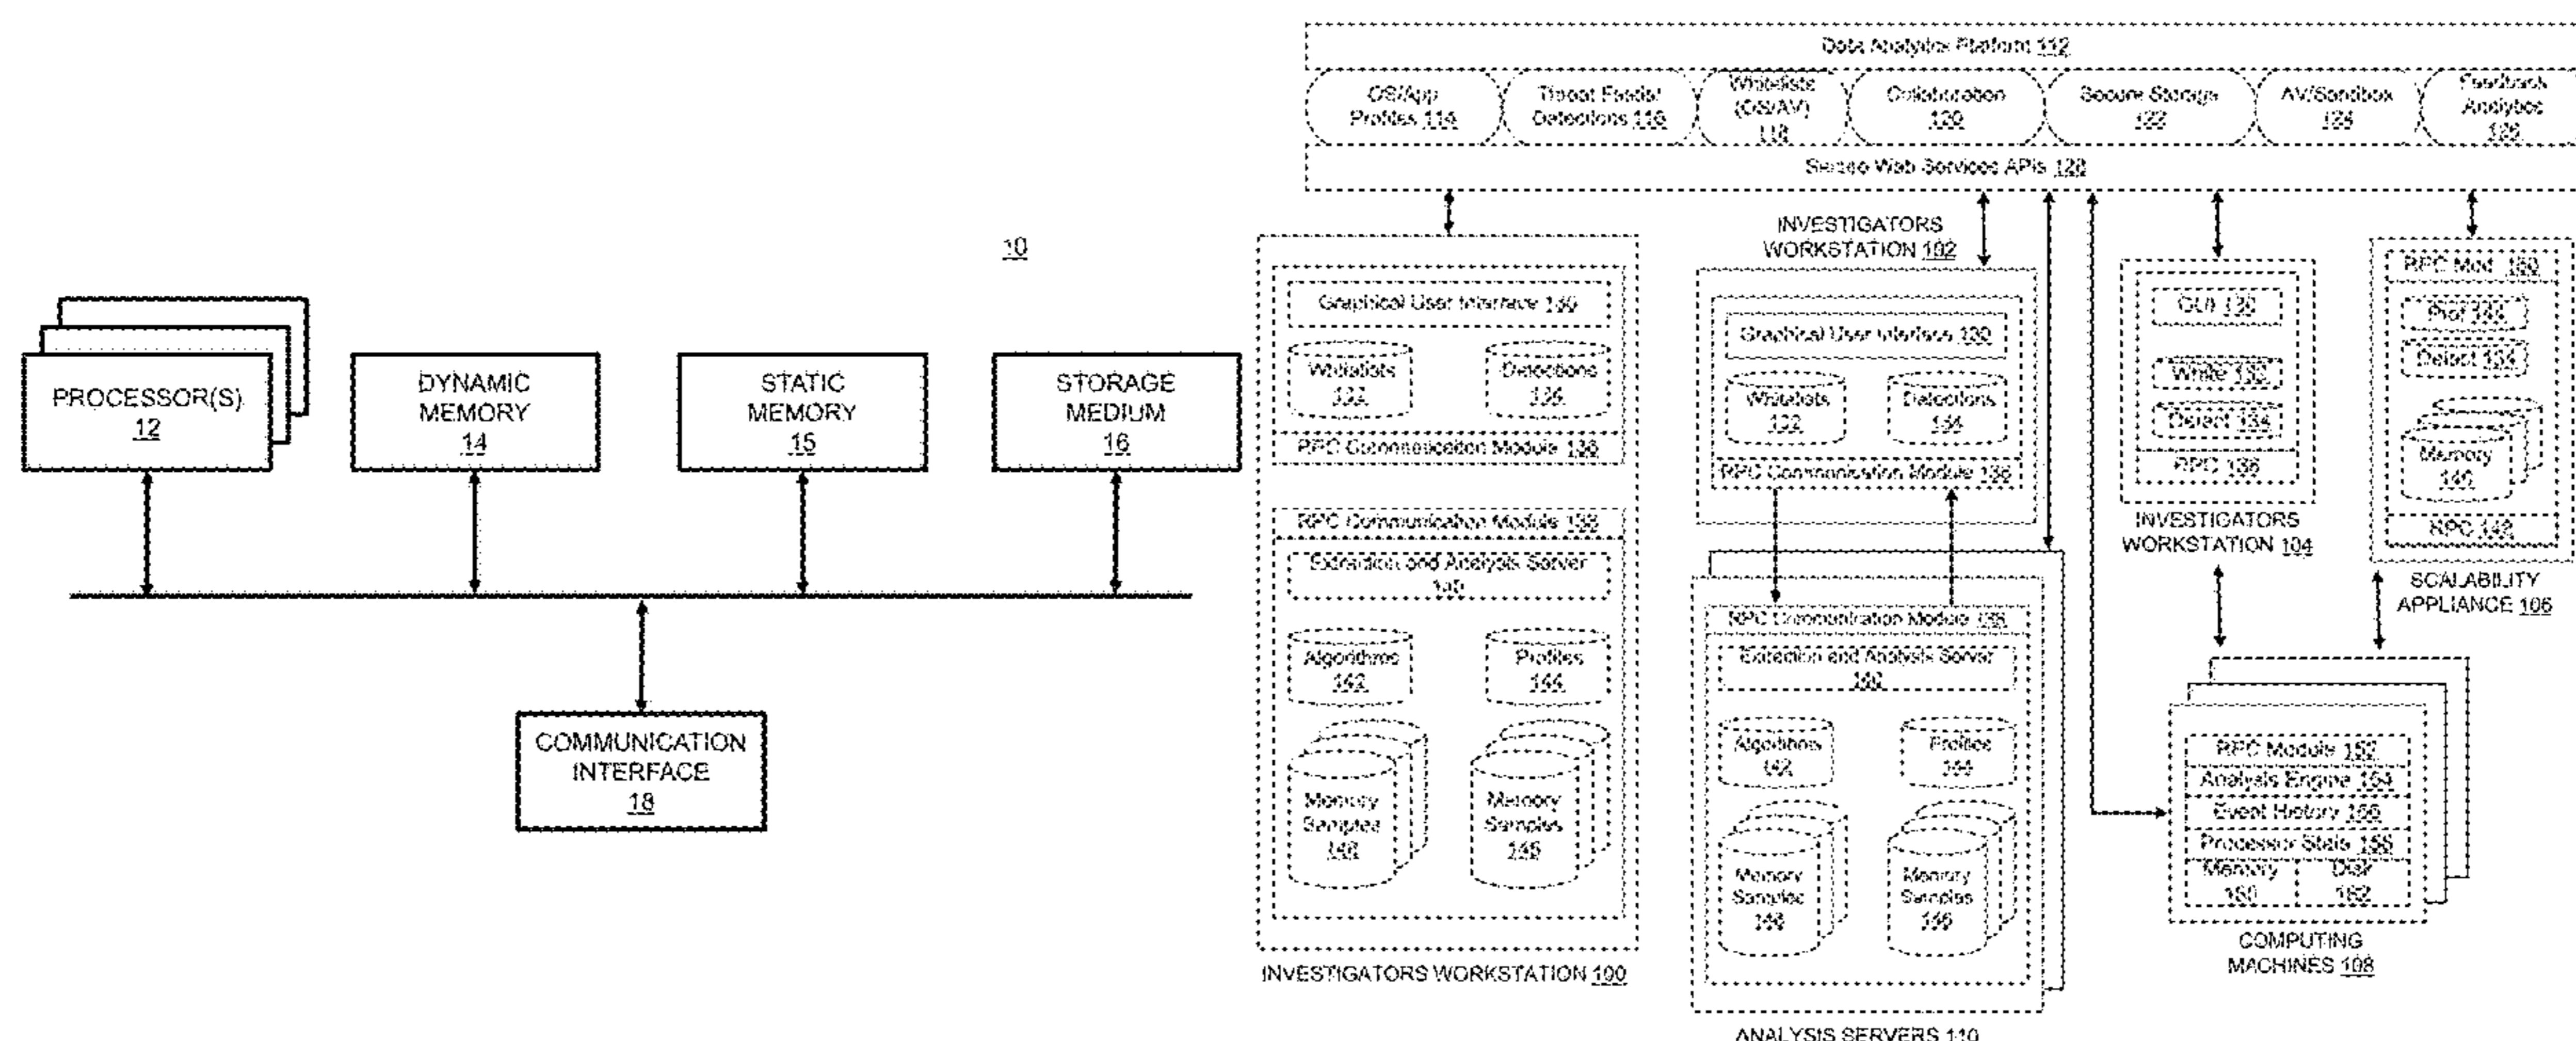 10
PROCESSOR(S)
12
DYNAMIC
MEMORY
14
STATIC
MEMORY
15
STORAGE
MEDIUM
16
COMMUNICATION
INTERFACE
18
Data Analytics Platform 112
OS/App
Profiles 114
Threat Feeds/
Detections 116
Whitelists
(OS/AV)
118
Collaboration
120
Secure Storage
122
AV/Sandbox
124
Feedback
Analytics
126
Web Services APIs 128
Graphical User Interface 130
Whitelists
132
Detections
134
RPC Communication Module 136
RPC Communication Module 138
Extraction and Analysis Server
140
Algorithms
142
Profiles
144
Memory
Samples
146
Memory
Samples
146
INVESTIGATORS WORKSTATION 100
INVESTIGATORS
WORKSTATION 102
Graphical User Interface 130
Whitelists
132
Detections
134
RPC Communication Module 136
RPC Communication Module 138
Extraction and Analysis Server
140
Algorithms
142
Profiles
144
Memory
Samples
146
Memory
Samples
146
ANALYSIS SERVERS 110
GUI 130
White 132
Detect 134
RPC 136
INVESTIGATORS
WORKSTATION 104
RPC Mod.
Prof 144
Detect 134
Memory
146
RPC
SCALABILITY
APPLIANCE 106
RPC Module 152
Analysis Engine 154
Event History 156
Processor Stats 158
Memory
160
Disk
162
COMPUTING
MACHINES 108